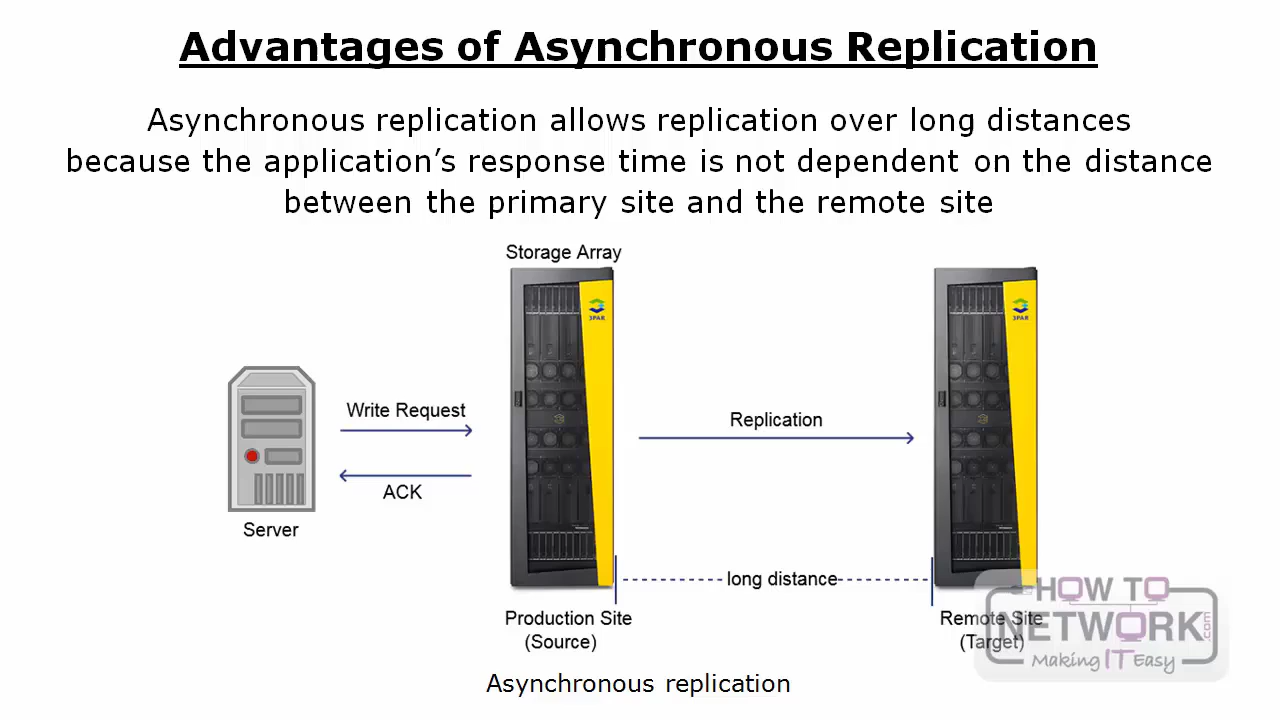 Advantages of Asynchronous Replication
Asynchronous replication allows replication over long distances
because the application’s response time is not dependent on the distance
between the primary site and the remote site
Storage Array
3PAR
3PAR
Write Request
Replication
ACK
Server
long distance
Production Site
(Source)
Remote Site
(Target)
HOW TO
NETWORK.com
Making IT Easy
Asynchronous replication